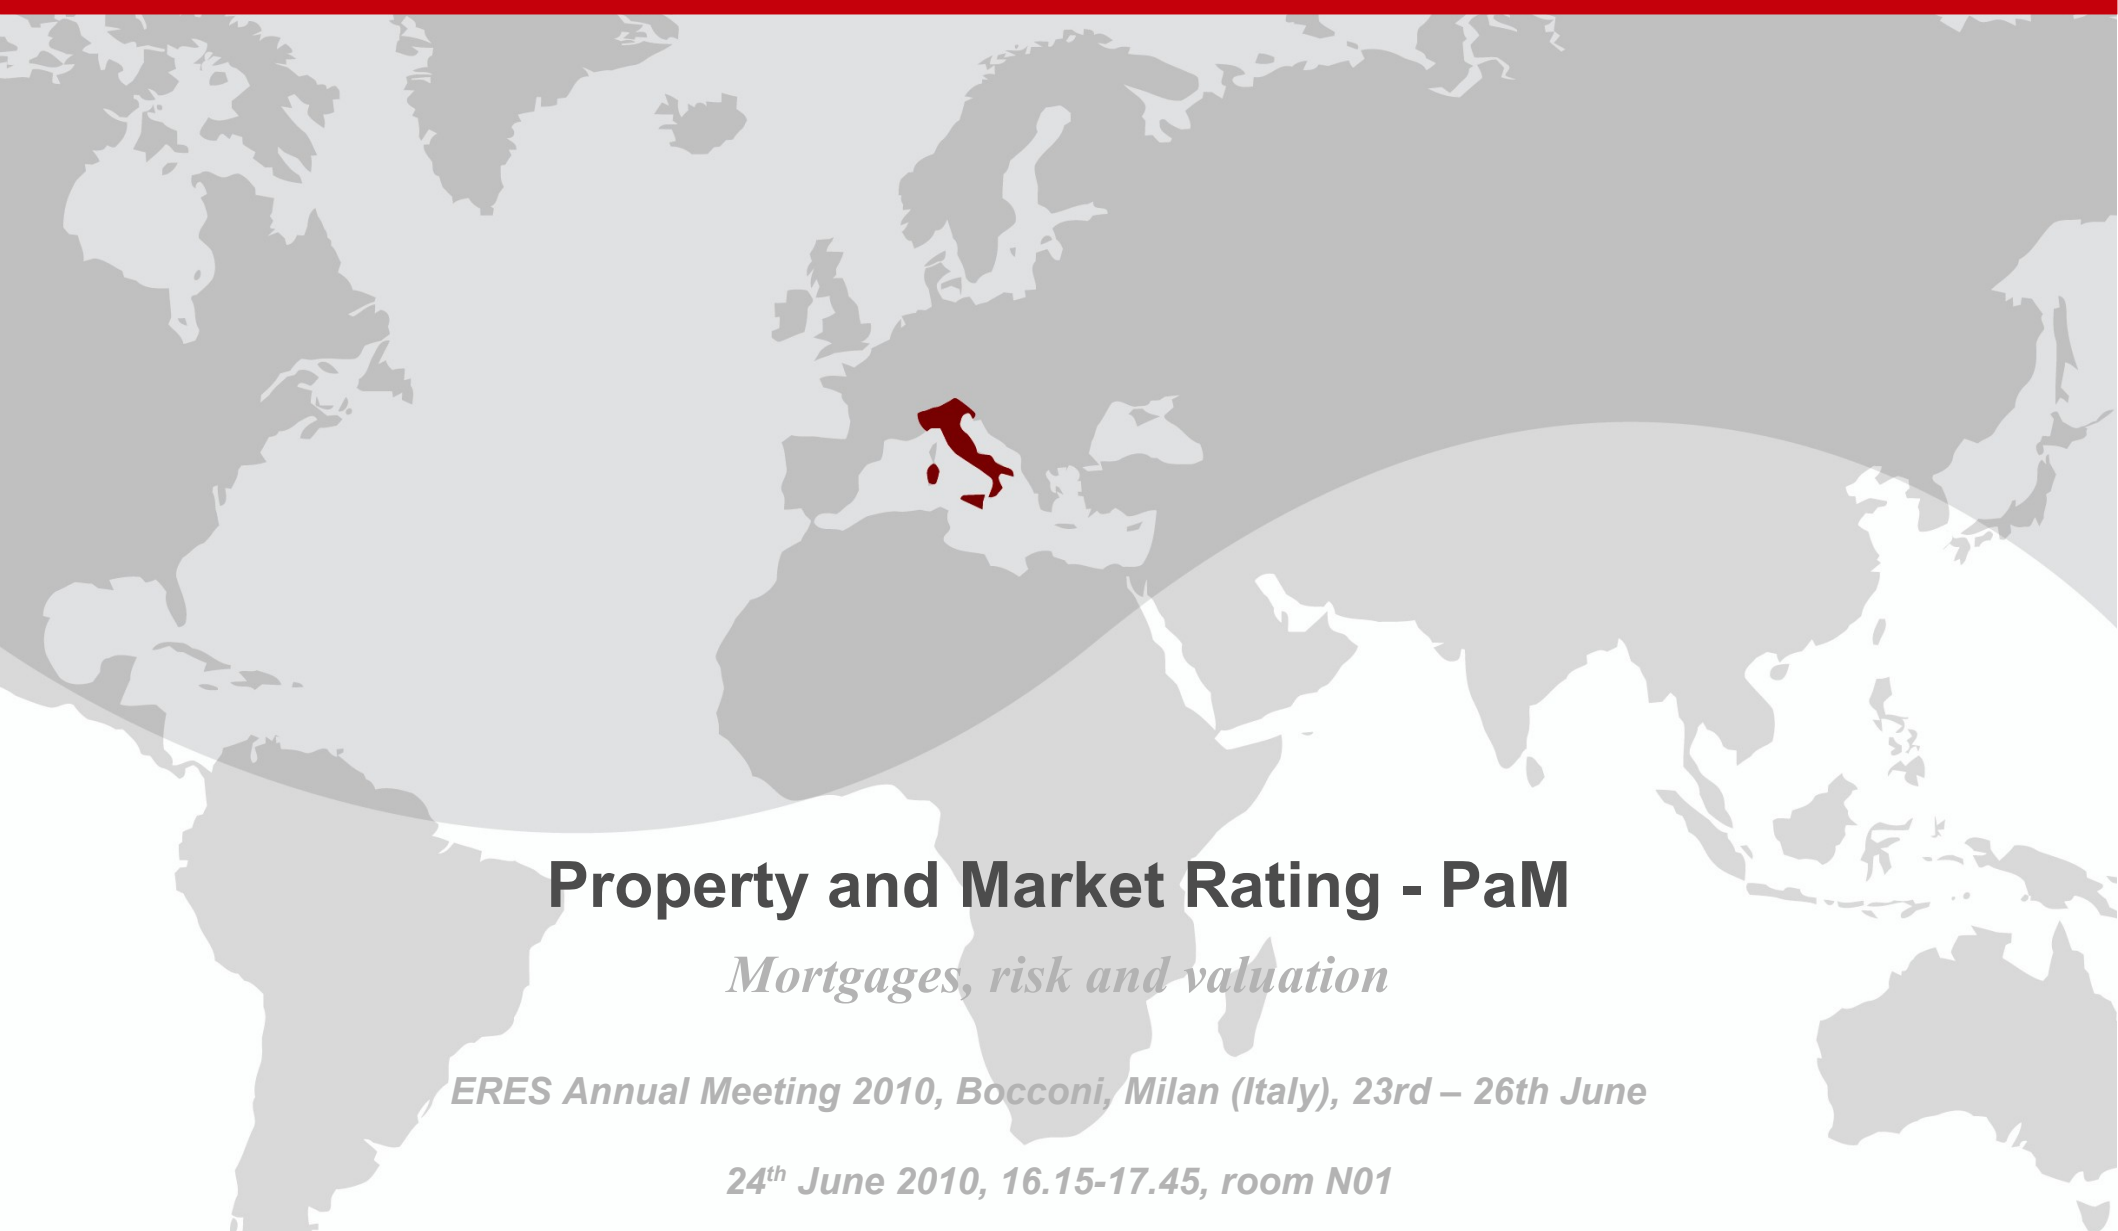 Property and Market Rating - PaM
Mortgages, risk and valuation
ERES Annual Meeting 2010, Bocconi, Milan (Italy), 23rd – 26th June
24th June 2010, 16.15-17.45, room N01